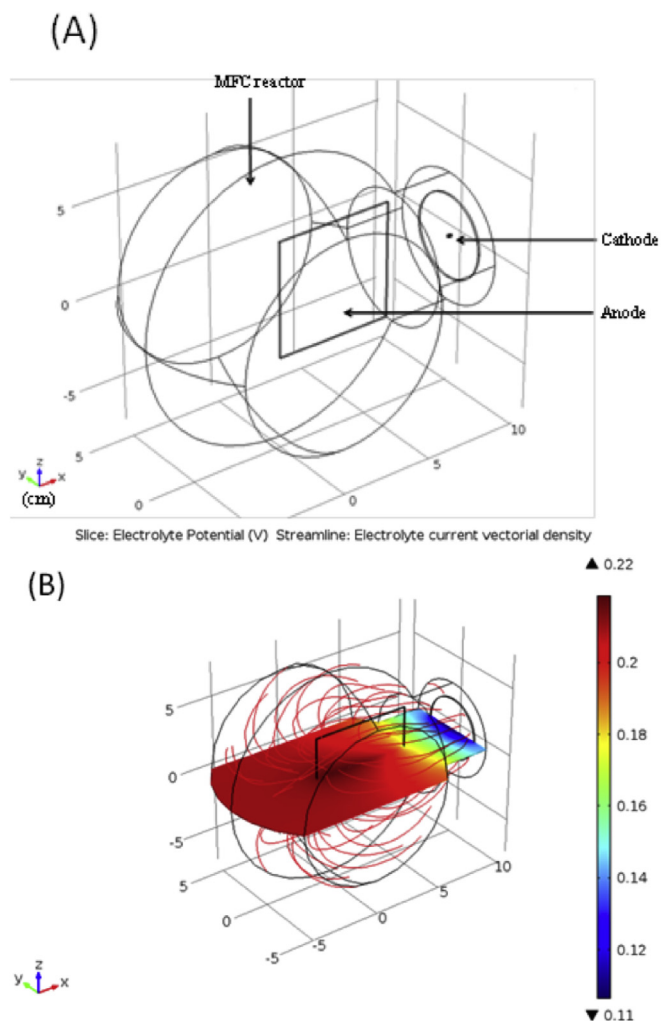 (A)
MFC reactor
5
0
-5
Cathode
Anode
10
5
0
5
0
z
y x
(cm)
Slice: Electrolyte Potential (V) Streamline: Electrolyte current vectorial density
(B)
▲ 0.22
0.2
0.18
0.16
0.14
0.12
▼ 0.11
5
0
-5
10
5
0
-5
5
0
-5
z
y x